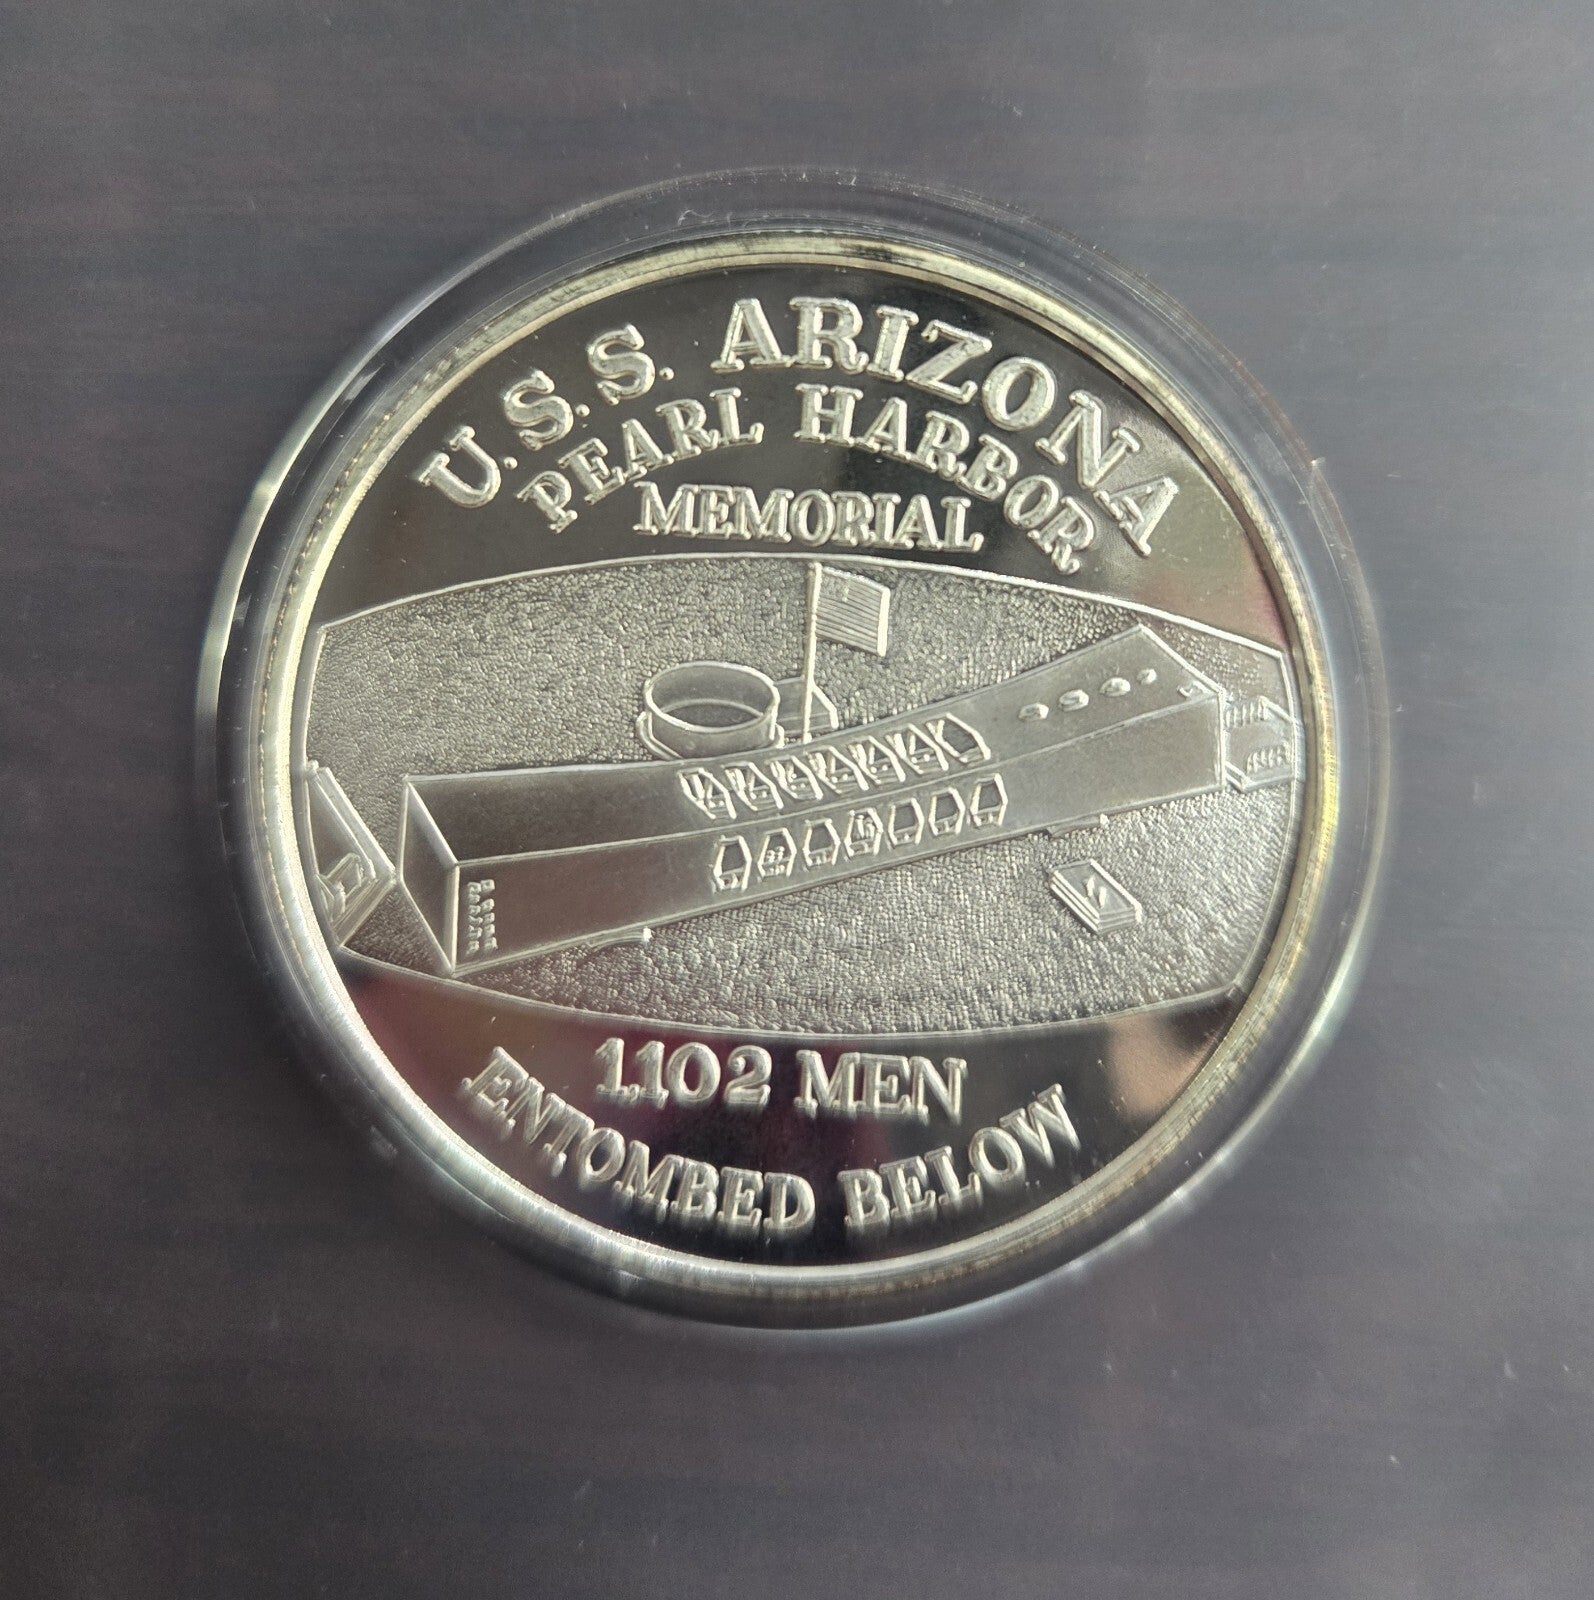 U.S.S. ARIZONA
PEARL HARBOR
MEMORIAL
1,102 MEN
ENTOMBED BELOW